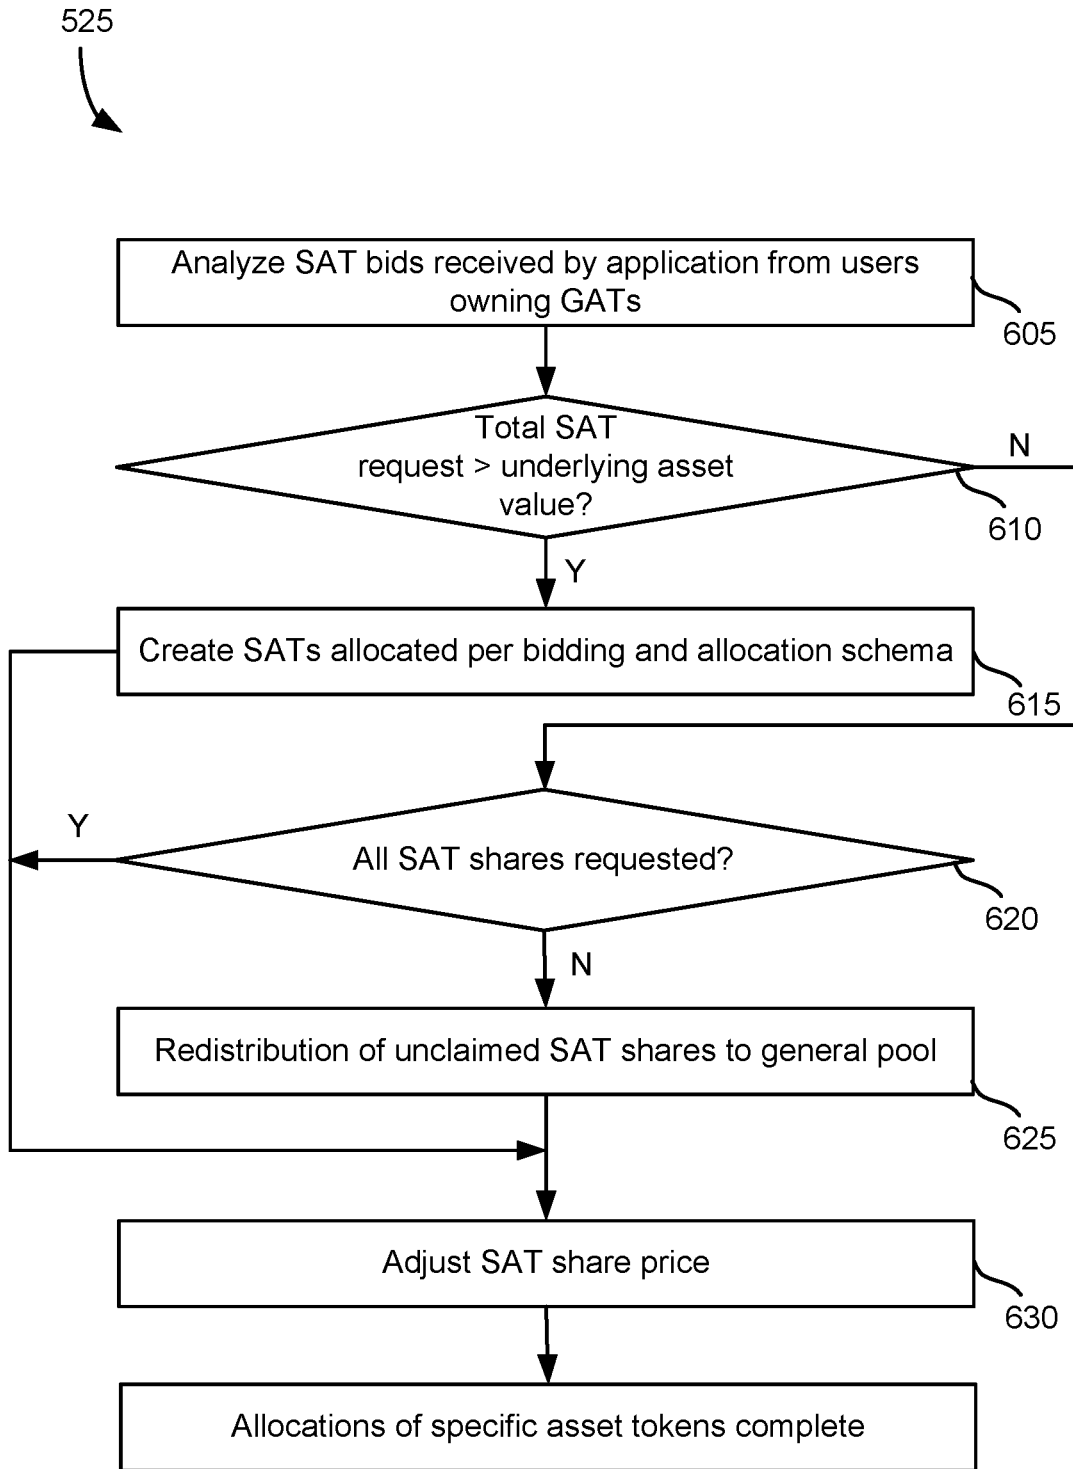 525
Analyze SAT bids received by application from users
owning GATs
605
Total SAT
request > underlying asset
value?
N
610
Y
Create SATs allocated per bidding and allocation schema
615
Y
All SAT shares requested?
620
N
Redistribution of unclaimed SAT shares to general pool
625
Adjust SAT share price
630
Allocations of specific asset tokens complete